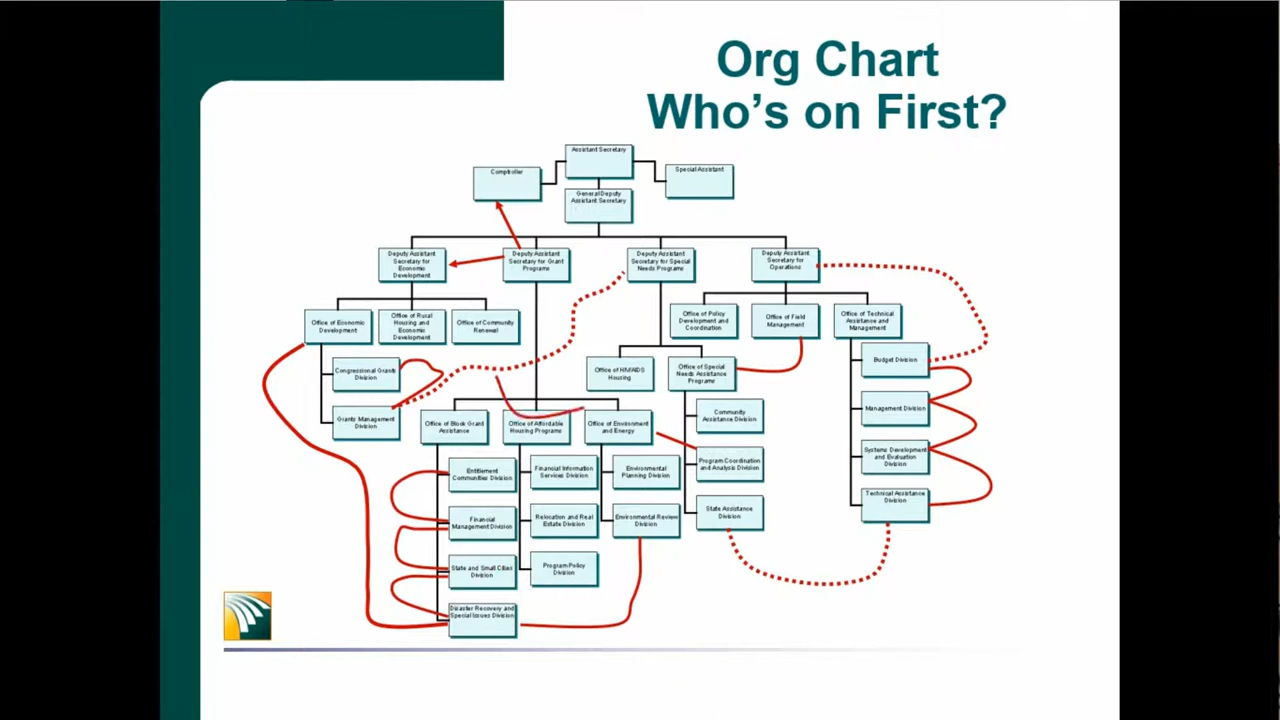 Org Chart
Who's on First?
Assistant Secretary
Comptroller
Special Assistant
General Deputy
Assistant Secretary
Deputy Assistant
Secretary for
Economic
Development
Deputy Assistant
Secretary for Grant
Programs
Deputy Assistant
Secretary for Special
Needs Programs
Deputy Assistant
Secretary for
Operations
Office of Economic
Development
Office of Rural
Housing and
Economic
Development
Office of Community
Renewal
Office of Policy
Development and
Coordination
Office of Field
Management
Office of Technical
Assistance and
Management
Congressional Grants
Division
Grants Management
Division
Office of HIV/AIDS
Housing
Office of Special
Needs Assistance
Programs
Budget Division
Management Division
Systems Development
and Evaluation
Division
Technical Assistance
Division
Office of Block Grant
Assistance
Office of Affordable
Housing Programs
Office of Environment
and Energy
Community
Assistance Division
Program Coordination
and Analysis Division
State Assistance
Division
Entitlement
Communities Division
Financial
Management Division
State and Small Cities
Division
Disaster Recovery and
Special Issues Division
Financial Information
Services Division
Relocation and Real
Estate Division
Program Policy
Division
Environmental
Planning Division
Environmental Review
Division